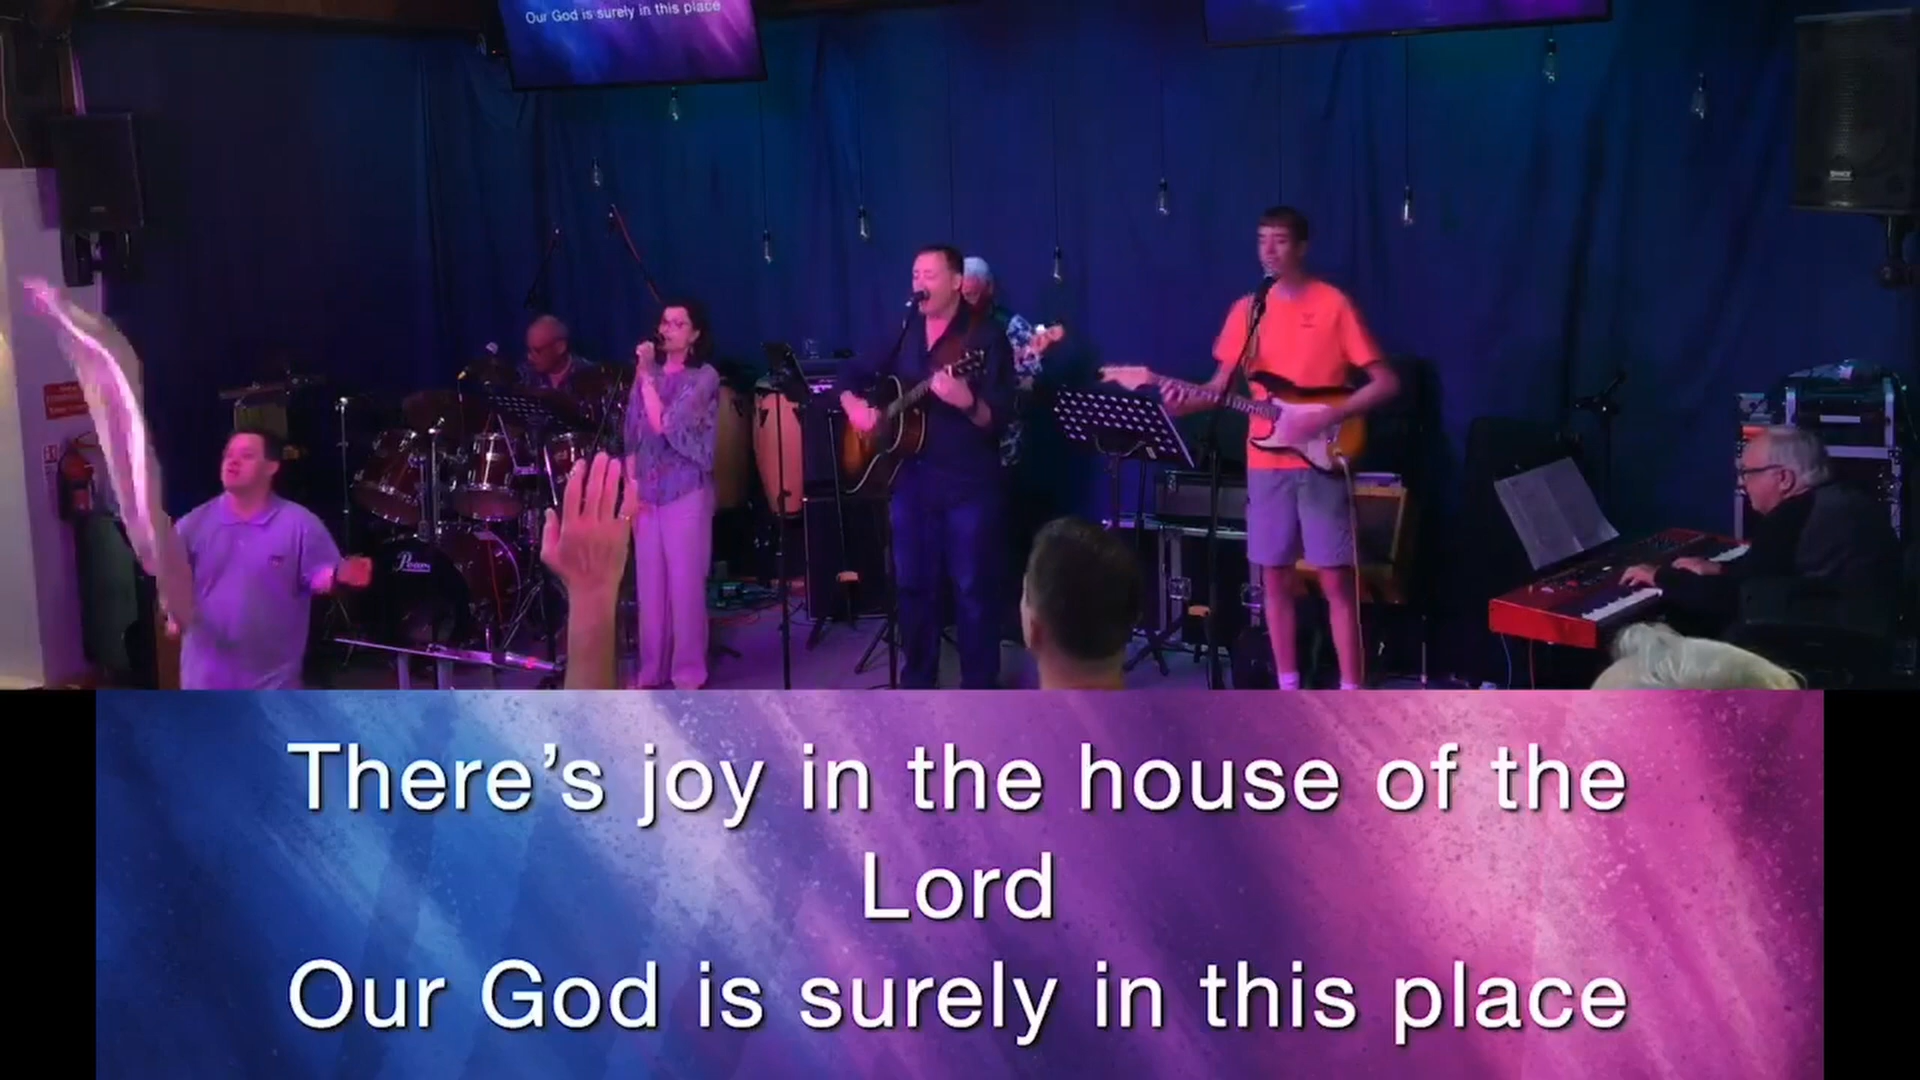 Our God is surely in this place
Pearl
There's joy in the house of the
Lord
Our God is surely in this place